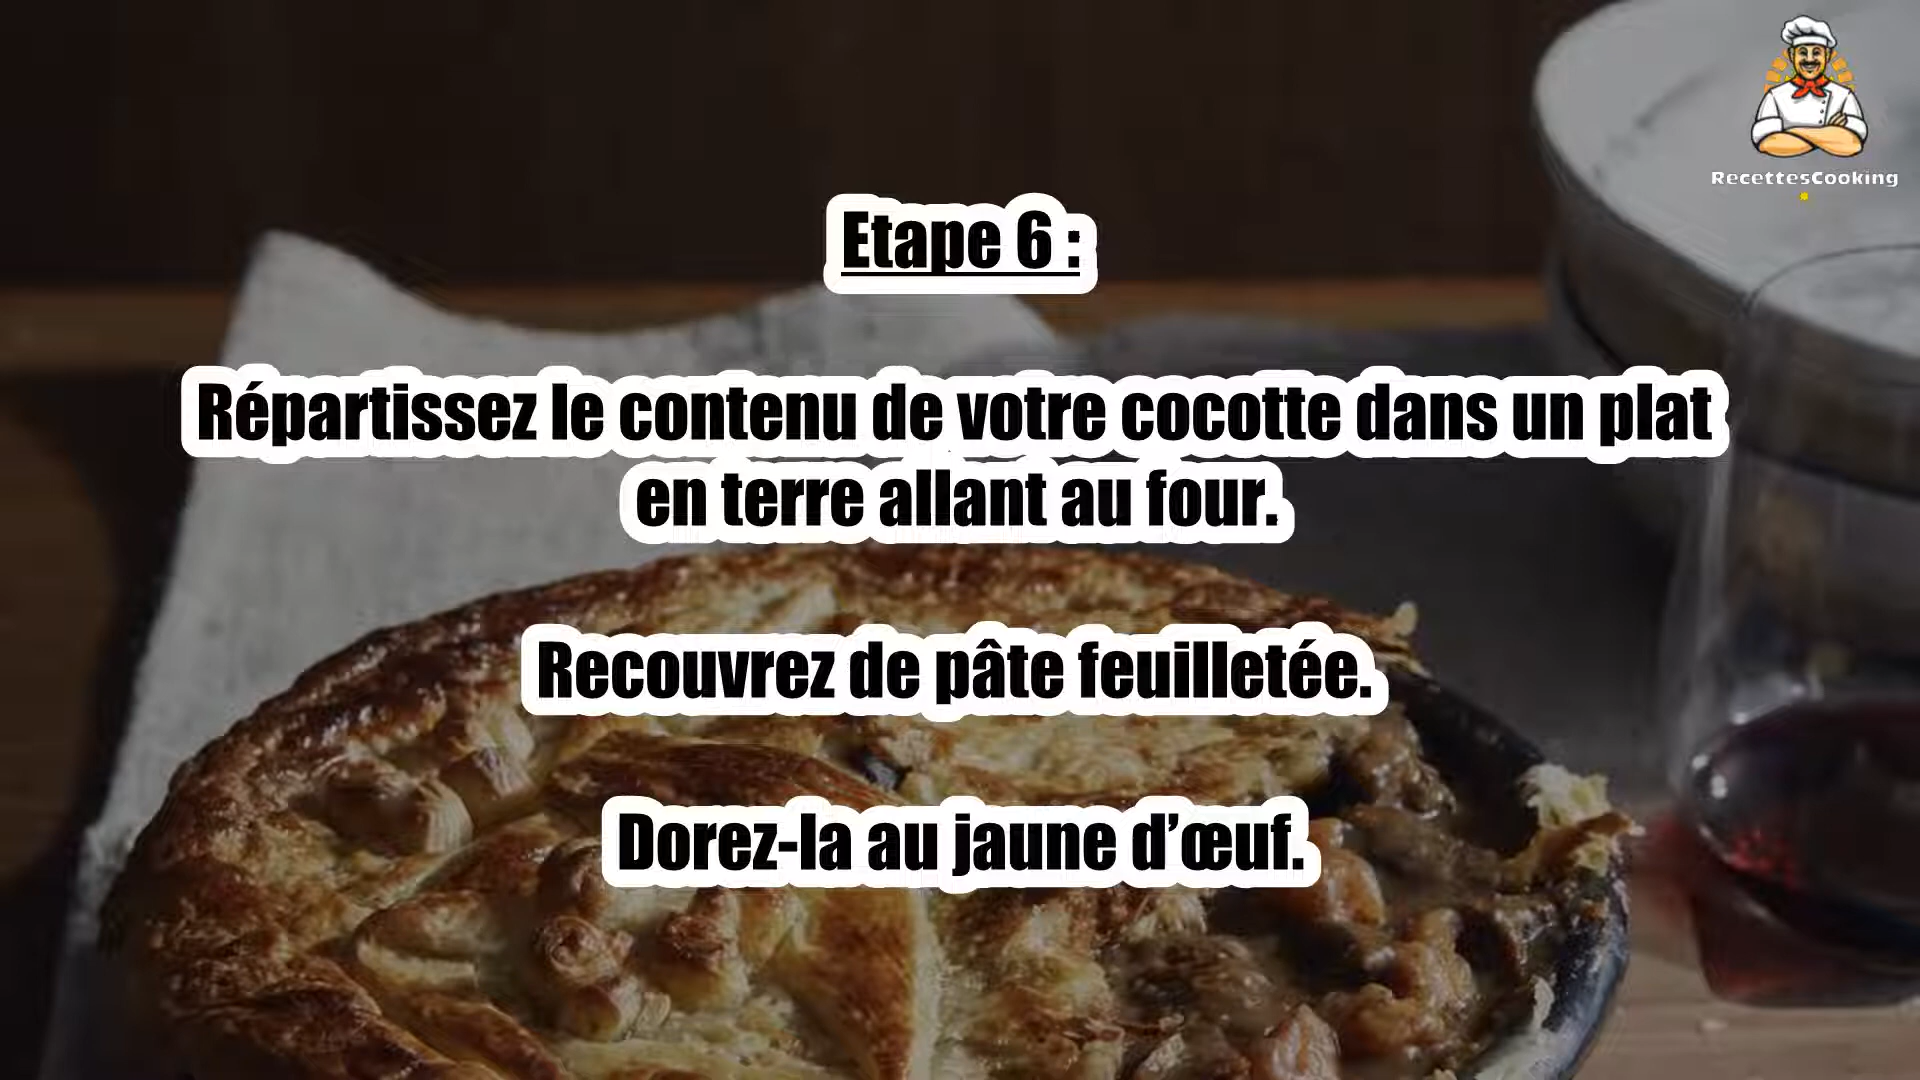 RecettesCooking
Etape 6 :
Répartissez le contenu de votre cocotte dans un plat
en terre allant au four.
Recouvrez de pâte feuilletée.
Dorez-la au jaune d’œuf.